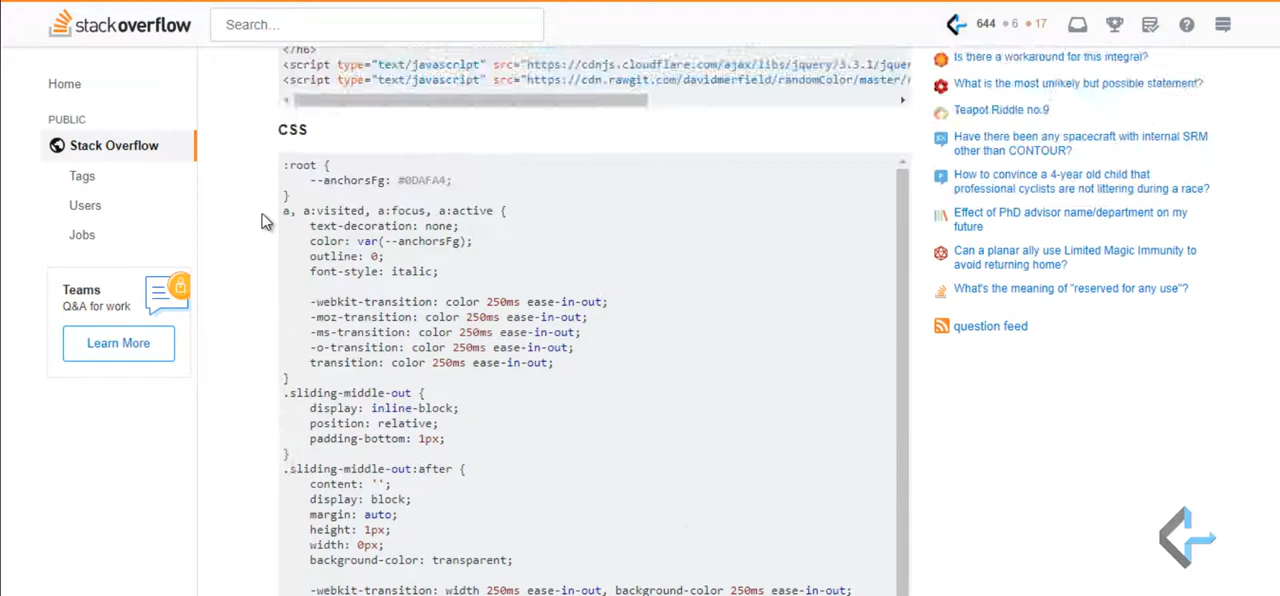 stackoverflow
Search...
644 6 17
Home
PUBLIC
Stack Overflow
Tags
Users
Jobs
Teams
Q&A for work
Learn More
</h6>
<script type="text/javascript" src="https://cdnjs.cloudflare.com/ajax/libs/jquery/3.3.1/jquer
<script type="text/javascript" src="https://cdn.rawgit.com/davidmerfield/randomColor/master/
CSS
:root {
--anchorsFg: #0DAFA4;
}
a, a:visited, a:focus, a:active {
text-decoration: none;
color: var(--anchorsFg);
outline: 0;
font-style: italic;
-webkit-transition: color 250ms ease-in-out;
-moz-transition: color 250ms ease-in-out;
-ms-transition: color 250ms ease-in-out;
-o-transition: color 250ms ease-in-out;
transition: color 250ms ease-in-out;
}
.sliding-middle-out {
display: inline-block;
position: relative;
padding-bottom: 1px;
}
.sliding-middle-out:after {
content: '';
display: block;
margin: auto;
height: 1px;
width: 0px;
background-color: transparent;
-webkit-transition: width 250ms ease-in-out, background-color 250ms ease-in-out;
Is there a workaround for this integral?
What is the most unlikely but possible statement?
Teapot Riddle no.9
Have there been any spacecraft with internal SRM
other than CONTOUR?
How to convince a 4-year old child that
professional cyclists are not littering during a race?
Effect of PhD advisor name/department on my
future
Can a planar ally use Limited Magic Immunity to
avoid returning home?
What's the meaning of "reserved for any use"?
question feed